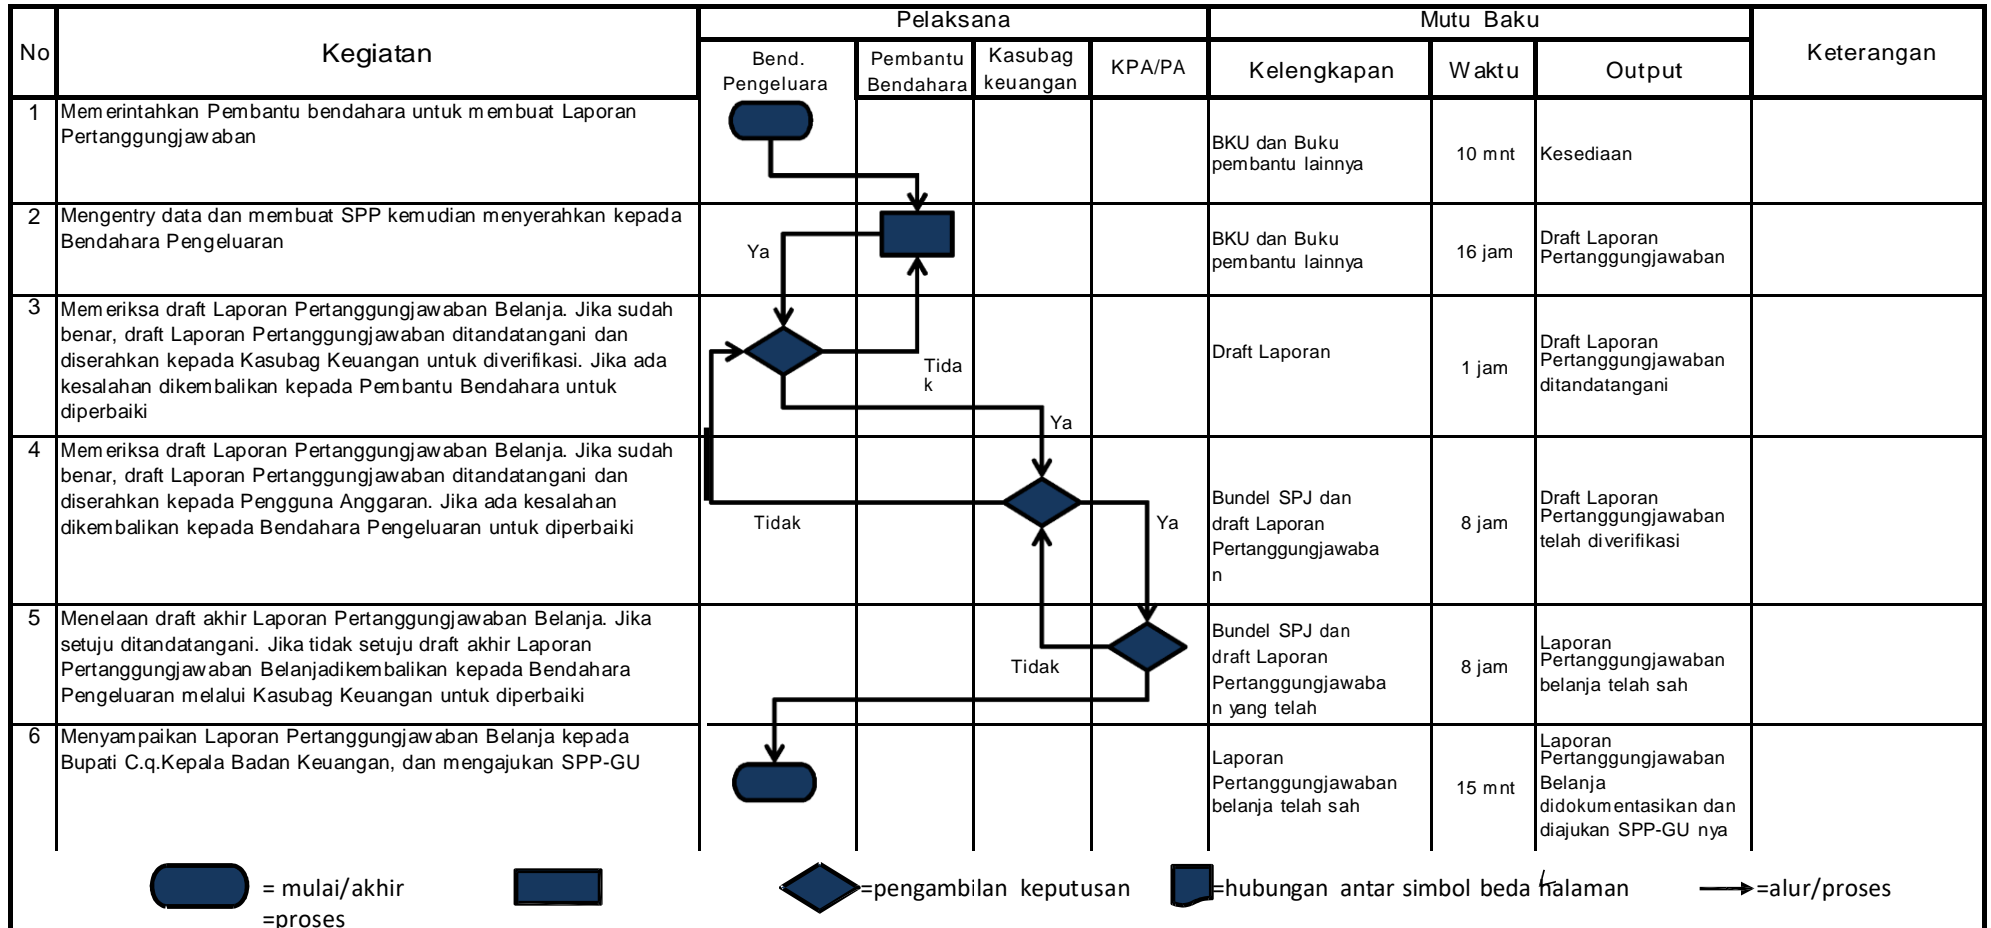 Pelaksana
Mutu Baku
No
Kegiatan
Keterangan
Bend.
Pengeluara
Pembantu
Bendahara
Kasubag
keuangan
KPA/PA
Kelengkapan
Waktu
Output
1
Memerintahkan Pembantu bendahara untuk membuat Laporan
Pertanggungjawaban
BKU dan Buku
pembantu lainnya
10 mnt
Kesediaan
2
Mengentry data dan membuat SPP kemudian menyerahkan kepada
Bendahara Pengeluaran
Ya
BKU dan Buku
pembantu lainnya
16 jam
Draft Laporan
Pertanggungjawaban
3
Memeriksa draft Laporan Pertanggungjawaban Belanja. Jika sudah
benar, draft Laporan Pertanggungjawaban ditandatangani dan
diserahkan kepada Kasubag Keuangan untuk diverifikasi. Jika ada
kesalahan dikembalikan kepada Pembantu Bendahara untuk
diperbaiki
Tida
k
Ya
Draft Laporan
1 jam
Draft Laporan
Pertanggungjawaban
ditandatangani
4
Memeriksa draft Laporan Pertanggungjawaban Belanja. Jika sudah
benar, draft Laporan Pertanggungjawaban ditandatangani dan
diserahkan kepada Pengguna Anggaran. Jika ada kesalahan
dikembalikan kepada Bendahara Pengeluaran untuk diperbaiki
Tidak
Ya
Bundel SPJ dan
draft Laporan
Pertanggungjawaba
n
8 jam
Draft Laporan
Pertanggungjawaban
telah diverifikasi
5
Menelaan draft akhir Laporan Pertanggungjawaban Belanja. Jika
setuju ditandatangani. Jika tidak setuju draft akhir Laporan
Pertanggungjawaban Belanjadikembalikan kepada Bendahara
Pengeluaran melalui Kasubag Keuangan untuk diperbaiki
Tidak
Bundel SPJ dan
draft Laporan
Pertanggungjawaba
n yang telah
8 jam
Laporan
Pertanggungjawaban
belanja telah sah
6
Menyampaikan Laporan Pertanggungjawaban Belanja kepada
Bupati C.q.Kepala Badan Keuangan, dan mengajukan SPP-GU
Laporan
Pertanggungjawaban
belanja telah sah
15 mnt
Laporan
Pertanggungjawaban
Belanja
didokumentasikan dan
diajukan SPP-GU nya
= mulai/akhir
=proses
=pengambilan keputusan
=hubungan antar simbol beda halaman
=alur/proses